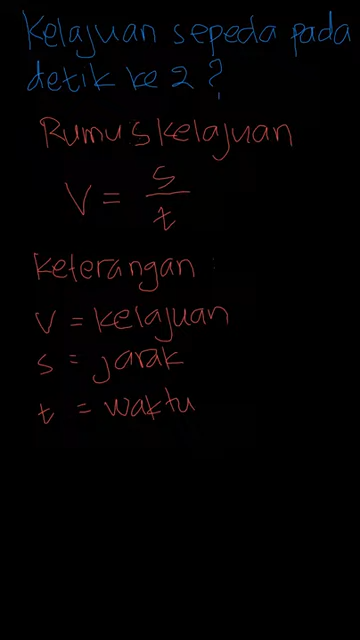 Kelajuan sepeda pada
detik ke 2 ?
Rumus kelajuan
V = s/t
Keterangan :
V = kelajuan
s = jarak
t = waktu